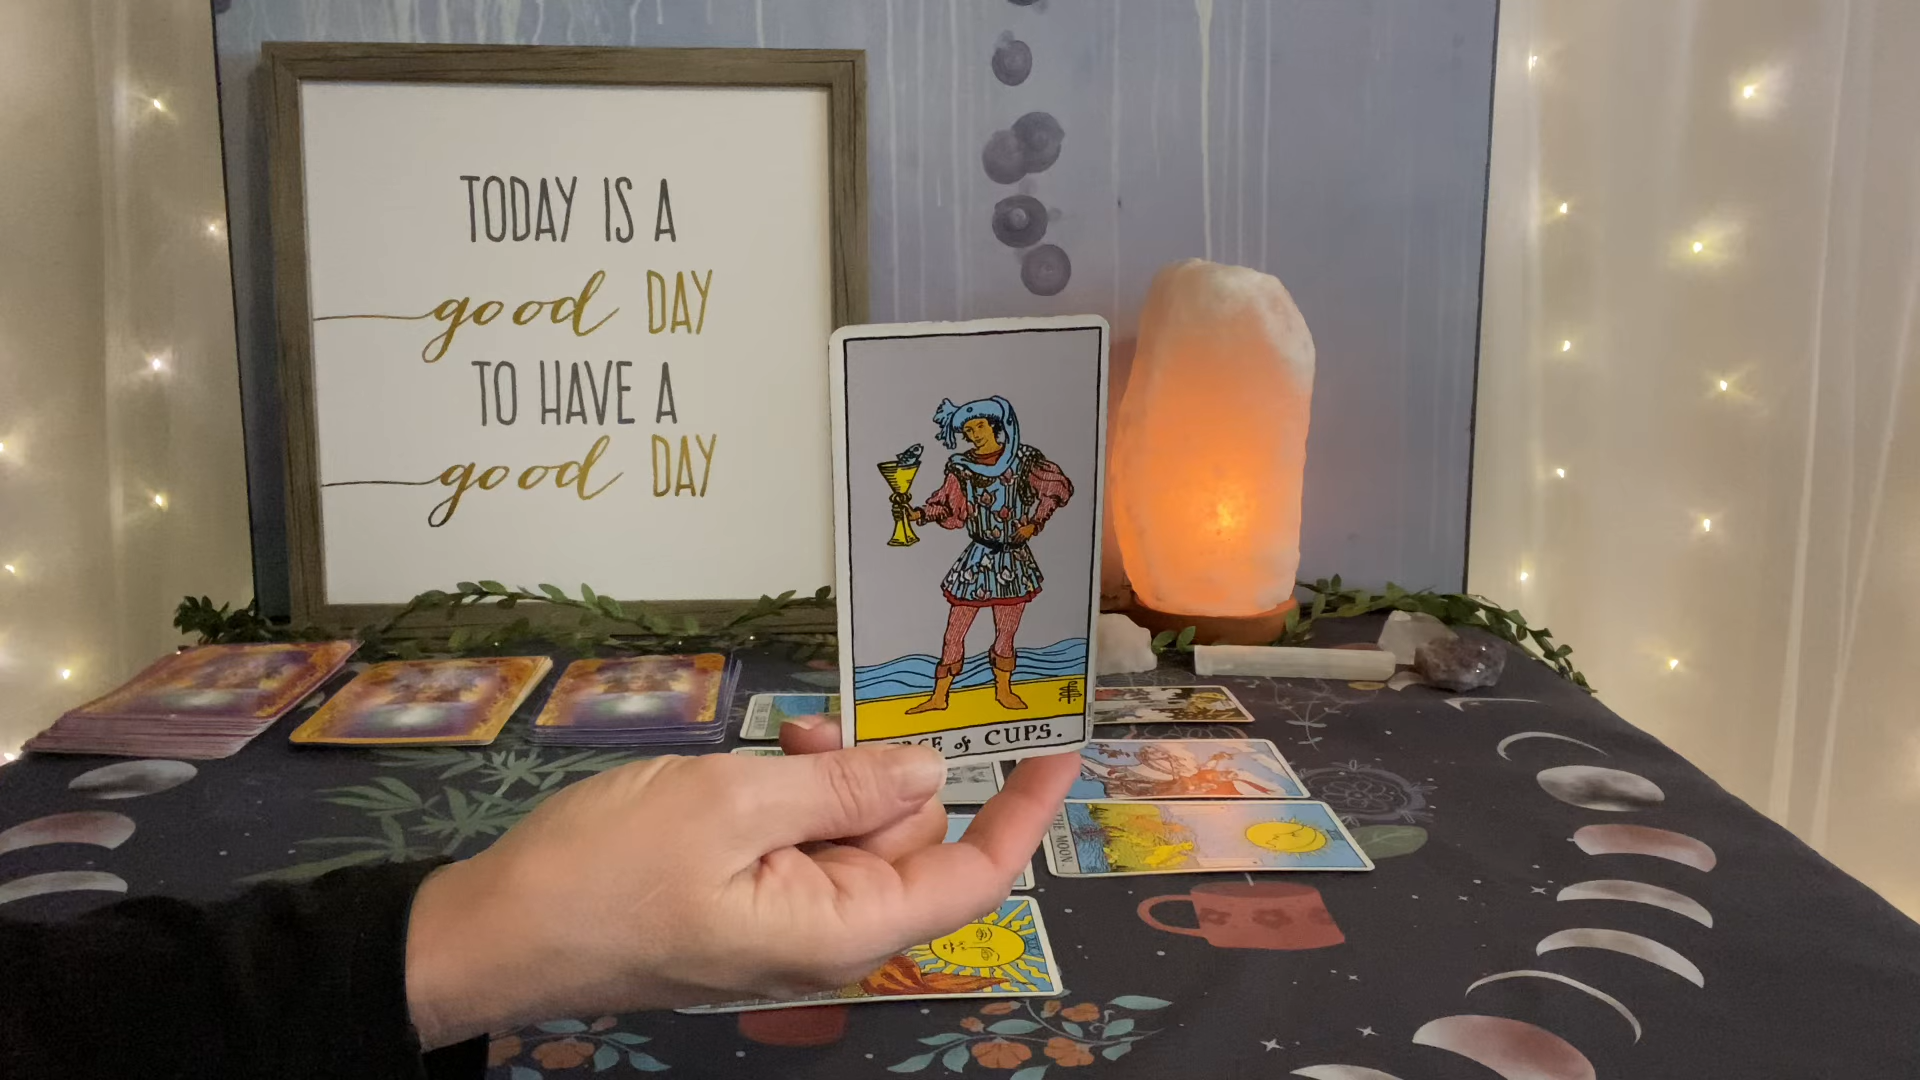 TODAY IS A
good DAY
TO HAVE A
good DAY
of CUPS.
THE MOON.